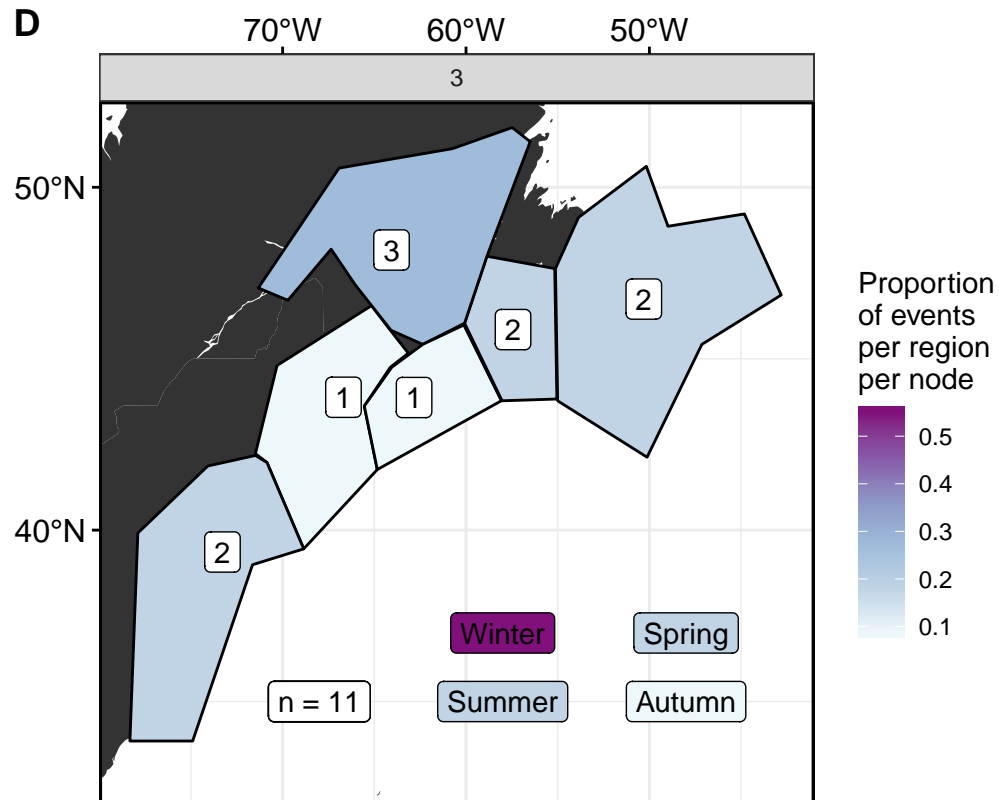 D
70°W 60°W 50°W
3
50°N
40°N
3
2
2
1
1
2
Winter Spring
n = 11 Summer Autumn
Proportion
of events
per region
per node
0.5
0.4
0.3
0.2
0.1